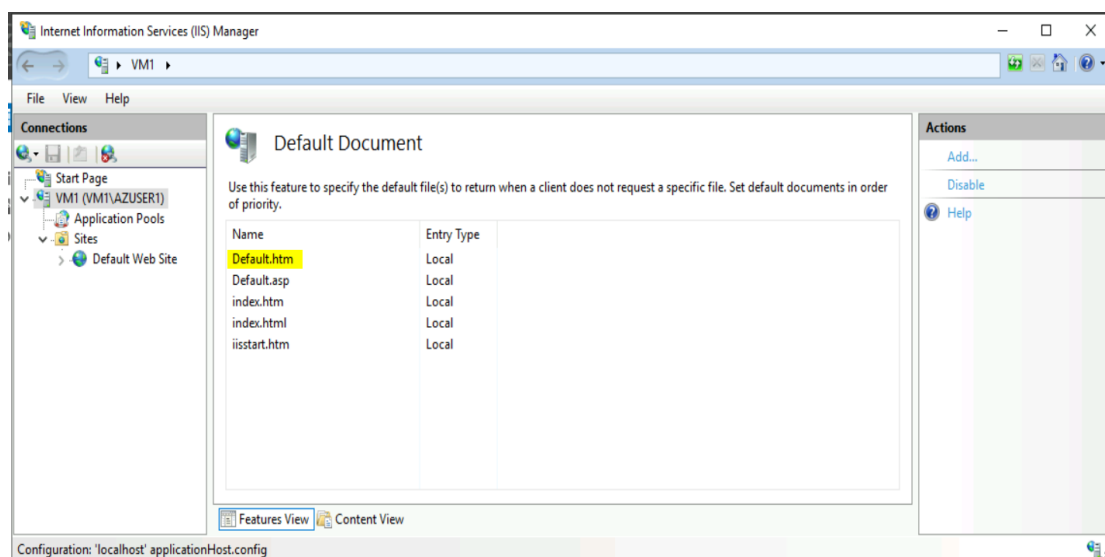 Internet Information Services (IIS) Manager
VM1
File View Help
Connections
Start Page
VM1 (VM1\AZUSER1)
Application Pools
Sites
Default Web Site
Default Document
Use this feature to specify the default file(s) to return when a client does not request a specific file. Set default documents in order
of priority.
Name Entry Type
Default.htm Local
Default.asp Local
index.htm Local
index.html Local
iisstart.htm Local
Features View Content View
Actions
Add...
Disable
Help
Configuration: 'localhost' applicationHost.config